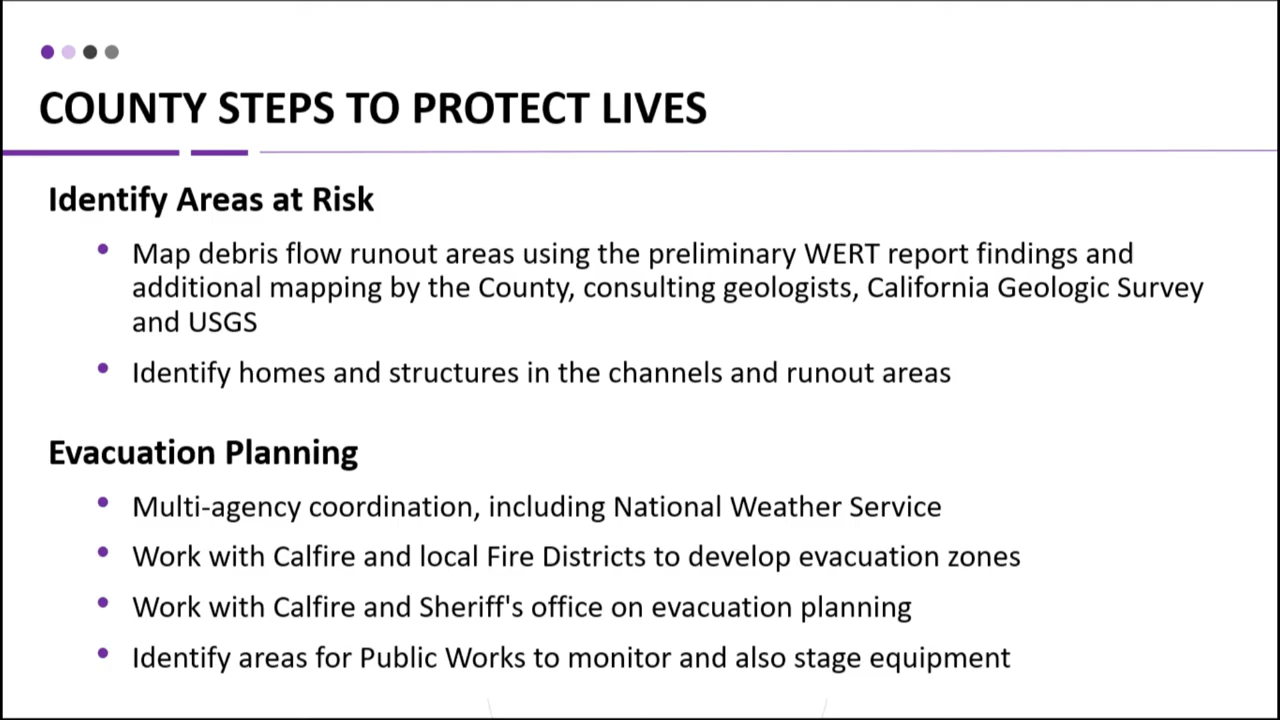 COUNTY STEPS TO PROTECT LIVES
Identify Areas at Risk
Map debris flow runout areas using the preliminary WERT report findings and
additional mapping by the County, consulting geologists, California Geologic Survey
and USGS
Identify homes and structures in the channels and runout areas
Evacuation Planning
Multi-agency coordination, including National Weather Service
Work with Calfire and local Fire Districts to develop evacuation zones
Work with Calfire and Sheriff's office on evacuation planning
Identify areas for Public Works to monitor and also stage equipment